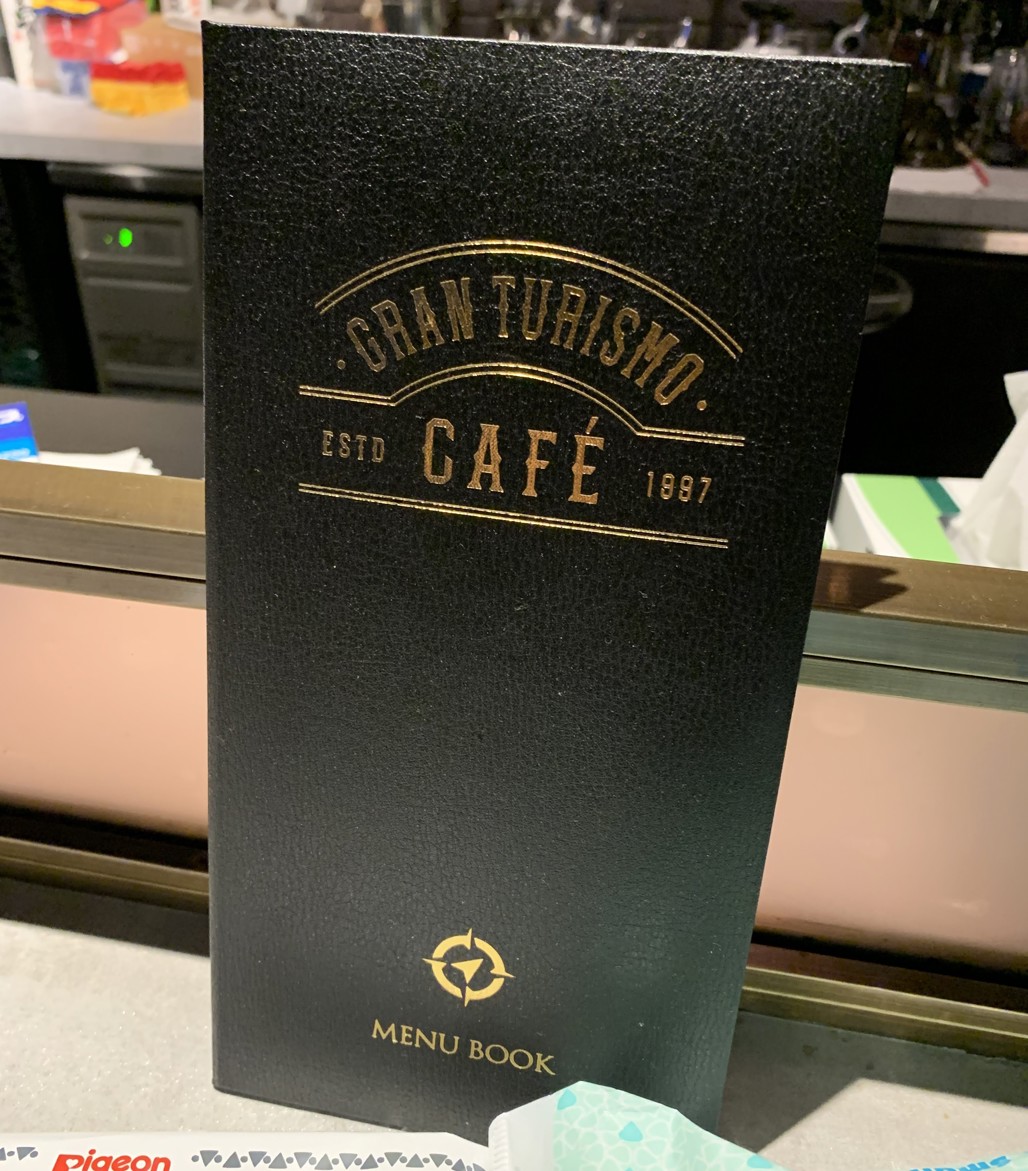 · GRAN TURISMO ·
ESTD CAFÉ 1997
MENU BOOK
Pigeon